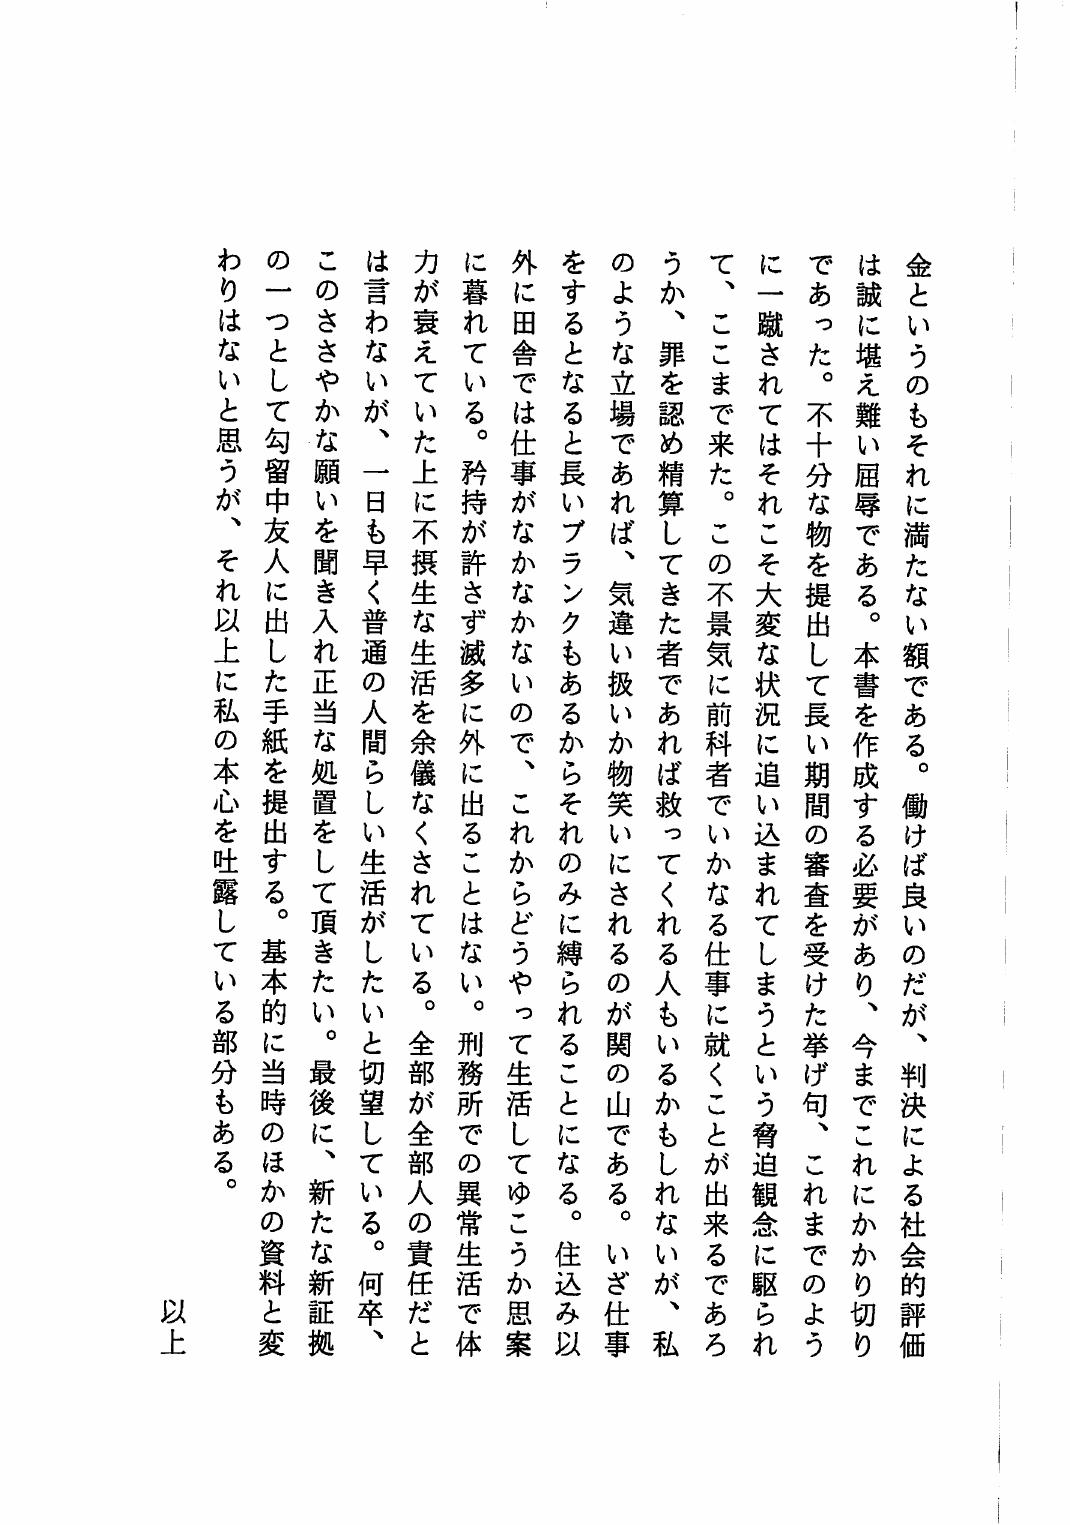 金というのもそれに満たない額である。働けば良いのだが、判決による社会的評価
は誠に堪え難い屈辱である。本書を作成する必要があり、今までこれにかかり切り
であった。不十分な物を提出して長い期間の審査を受けた挙げ句、これまでのよう
に一蹴されてはそれこそ大変な状況に追い込まれてしまうという脅迫観念に駆られ
て、ここまで来た。この不景気に前科者でいかなる仕事に就くことが出来るであろ
うか、罪を認め精算してきた者であれば救ってくれる人もいるかもしれないが、私
のような立場であれば、気違い扱いか物笑いにされるのが関の山である。いざ仕事
をするとなると長いブランクもあるからそれのみに縛られることになる。住込み以
外に田舎では仕事がなかなかないので、これからどうやって生活してゆこうか思案
に暮れている。矜持が許さず滅多に外に出ることはない。刑務所での異常生活で体
力が衰えていた上に不摂生な生活を余儀なくされている。全部が全部人の責任だと
は言わないが、一日も早く普通の人間らしい生活がしたいと切望している。何卒、
このささやかな願いを聞き入れ正当な処置をして頂きたい。最後に、新たな新証拠
の一つとして勾留中友人に出した手紙を提出する。基本的に当時のほかの資料と変
わりはないと思うが、それ以上に私の本心を吐露している部分もある。
以上